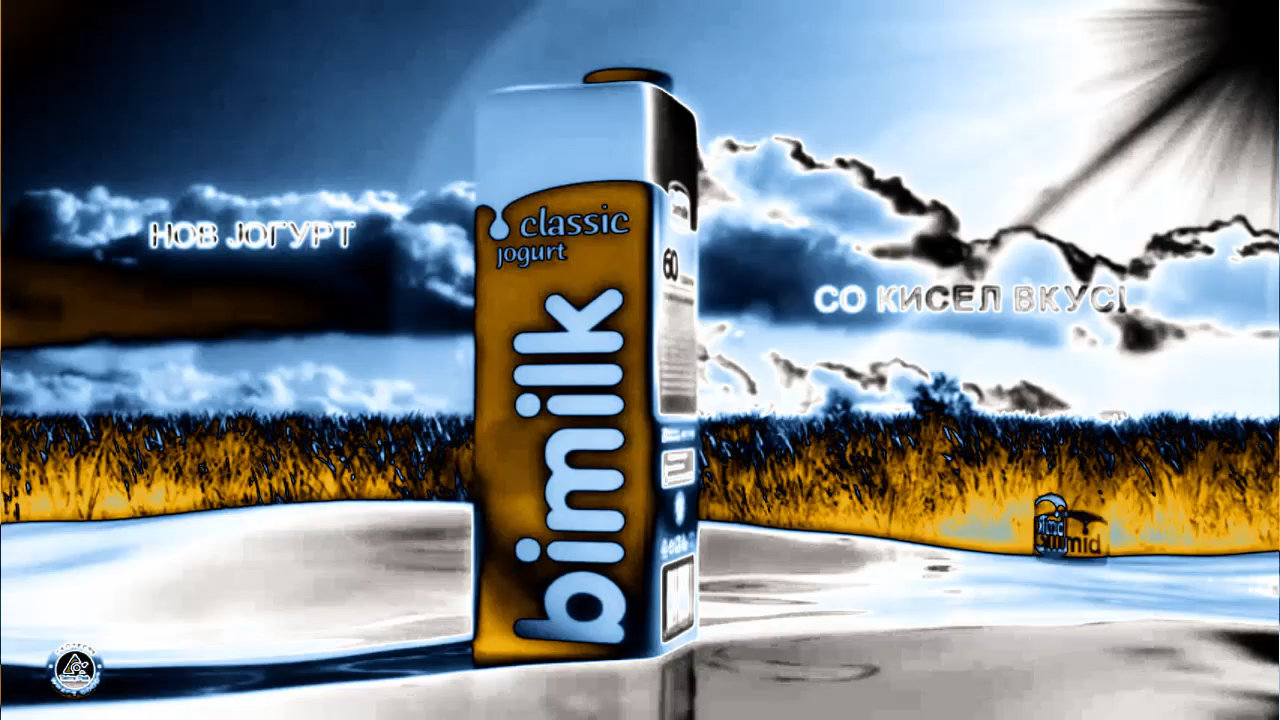 НОВ ЈОГУРТ
classic
jogurt
bimilk
60
СО КИСЕЛ ВКУС!